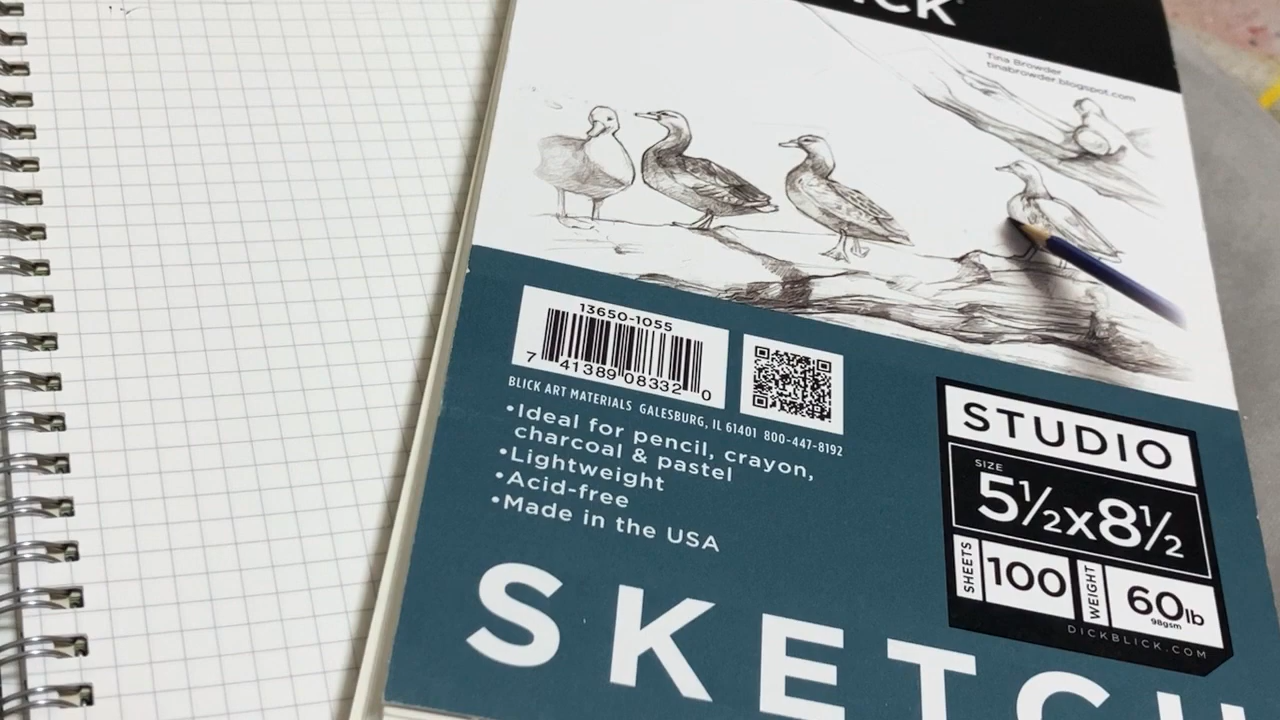 ICK
Tina Browder
tinabrowder.blogspot.com
13650-1055
7 41389 08332 0
BLICK ART MATERIALS GALESBURG, IL 61401 800-447-8192
•Ideal for pencil, crayon,
charcoal & pastel
•Lightweight
•Acid-free
•Made in the USA
STUDIO
SIZE
5½x8½
SHEETS
100
WEIGHT
60lb
98gsm
DICKBLICK.COM
SKETCH